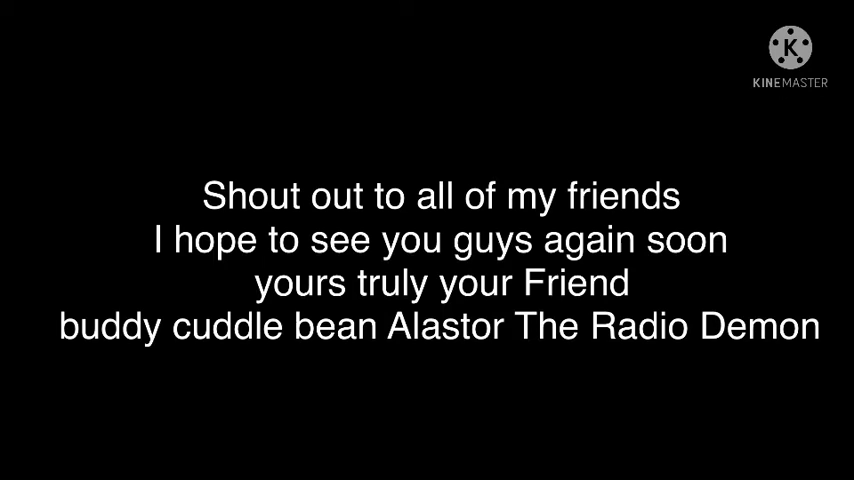 K
KINEMASTER
Shout out to all of my friends
I hope to see you guys again soon
yours truly your Friend
buddy cuddle bean Alastor The Radio Demon